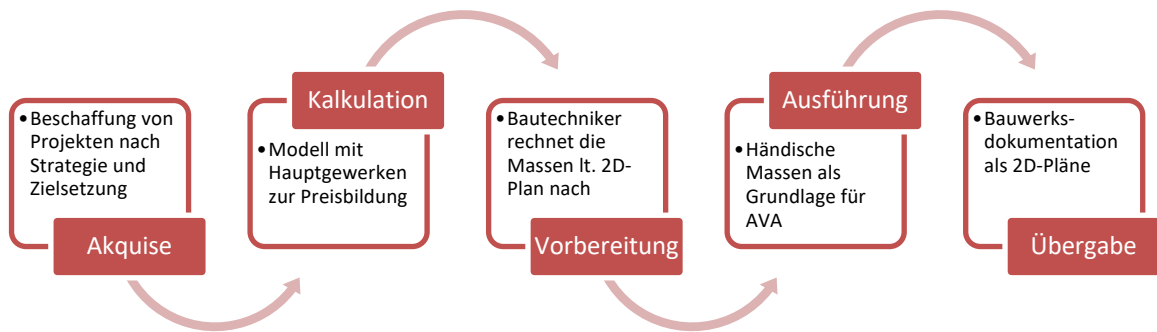 • Beschaffung von
Projekten nach
Strategie und
Zielsetzung
Akquise
Kalkulation
• Modell mit
Hauptgewerken
zur Preisbildung
• Bautechniker
rechnet die
Massen lt. 2D-
Plan nach
Vorbereitung
Ausführung
• Händische
Massen als
Grundlage für
AVA
• Bauwerks-
dokumentation
als 2D-Pläne
Übergabe